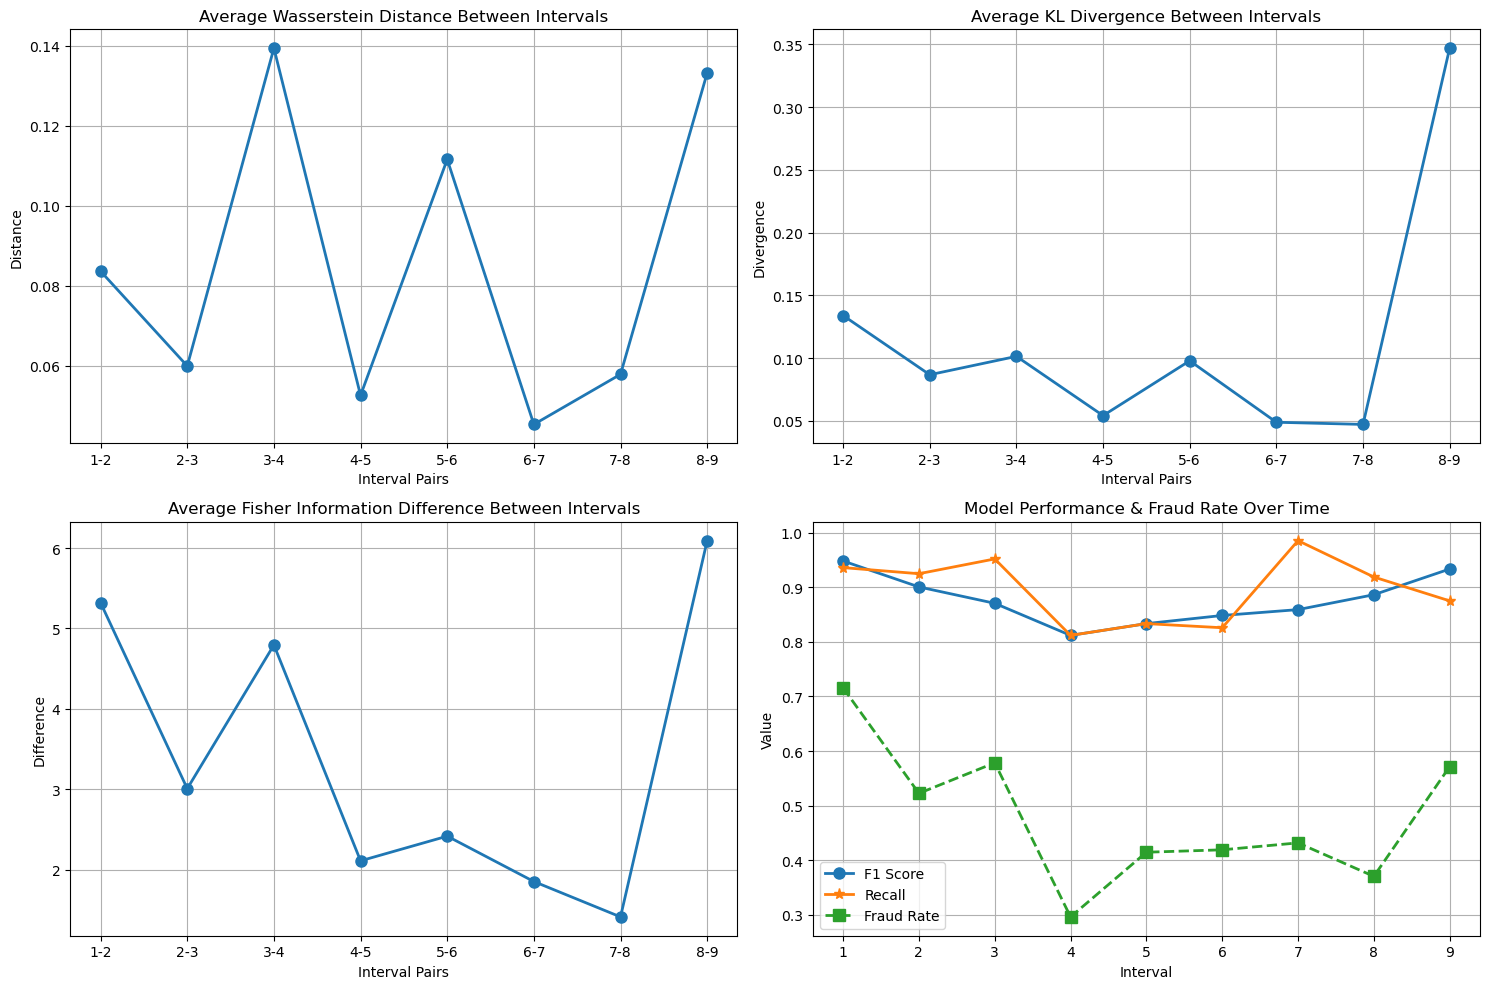 Average Wasserstein Distance Between Intervals
0.14
0.12
0.10
0.08
0.06
Distance
1-2 2-3 3-4 4-5 5-6 6-7 7-8 8-9
Interval Pairs
Average KL Divergence Between Intervals
0.35
0.30
0.25
0.20
0.15
0.10
0.05
Divergence
1-2 2-3 3-4 4-5 5-6 6-7 7-8 8-9
Interval Pairs
Average Fisher Information Difference Between Intervals
6
5
4
3
2
Difference
1-2 2-3 3-4 4-5 5-6 6-7 7-8 8-9
Interval Pairs
Model Performance & Fraud Rate Over Time
1.0
0.9
0.8
0.7
0.6
0.5
0.4
0.3
Value
F1 Score
Recall
Fraud Rate
1 2 3 4 5 6 7 8 9
Interval